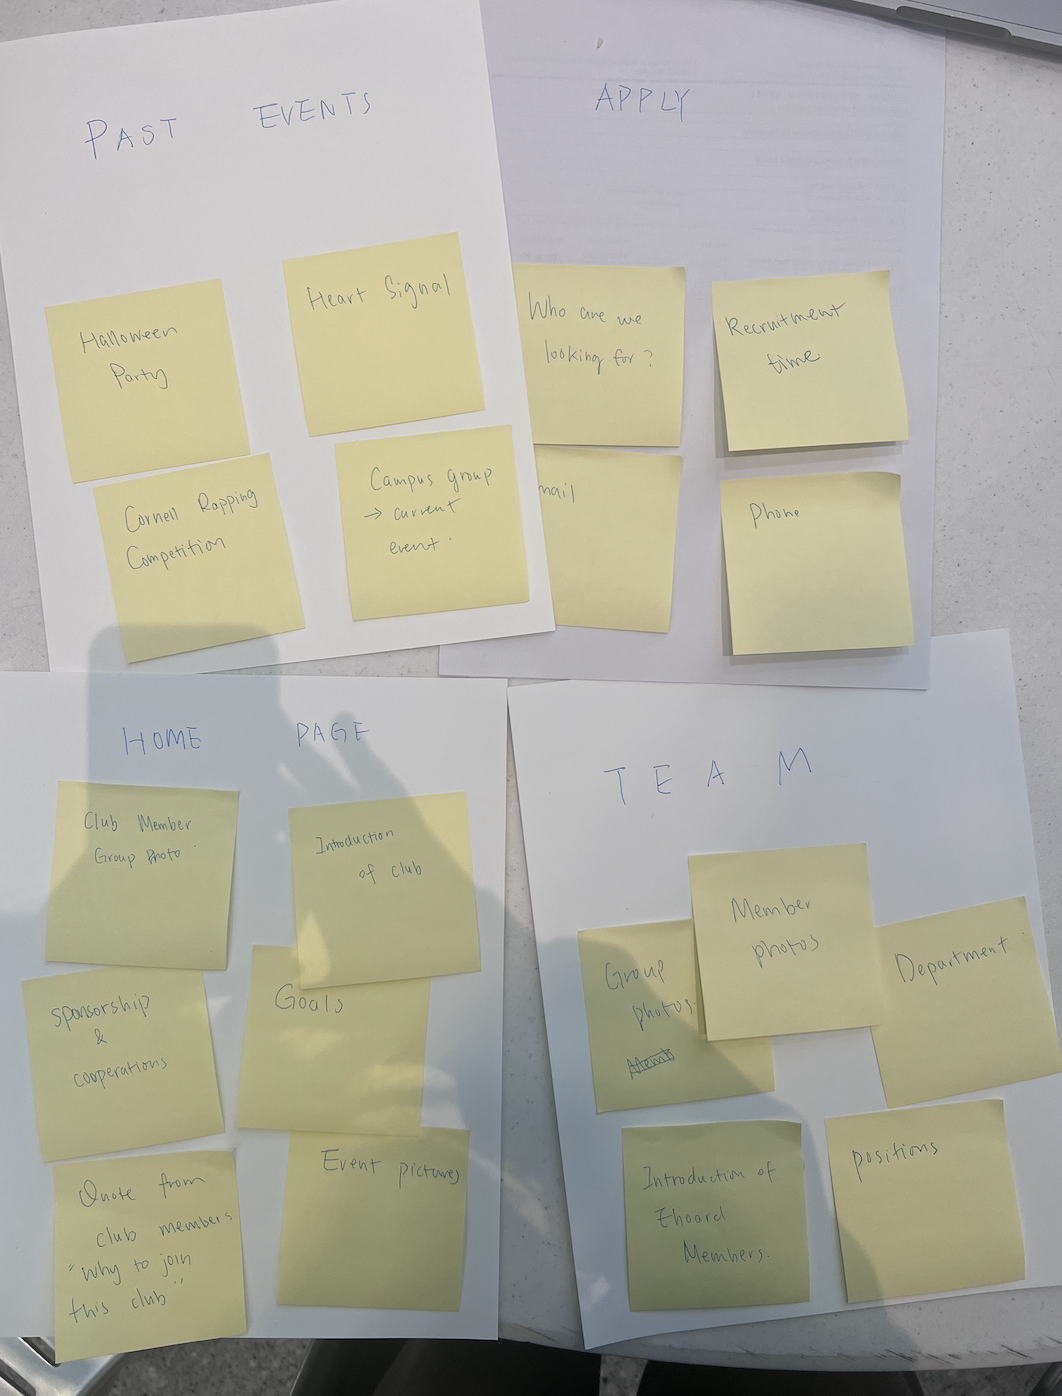 PAST EVENTS
Halloween
Party
Heart Signal
Cornell Rapping
Competition
Campus group
→ current
event.
APPLY
Who are we
looking for?
Recruitment
time
mail
Phone
HOME PAGE
Club Member
Group Photo
Introduction
of club
Sponsorship
&
cooperations
Goals
Quote from
club members
"Why to join
this club"
Event pictures
TEAM
Group
photos
Member
photos
Department
Introduction of
Eboard
Members.
positions